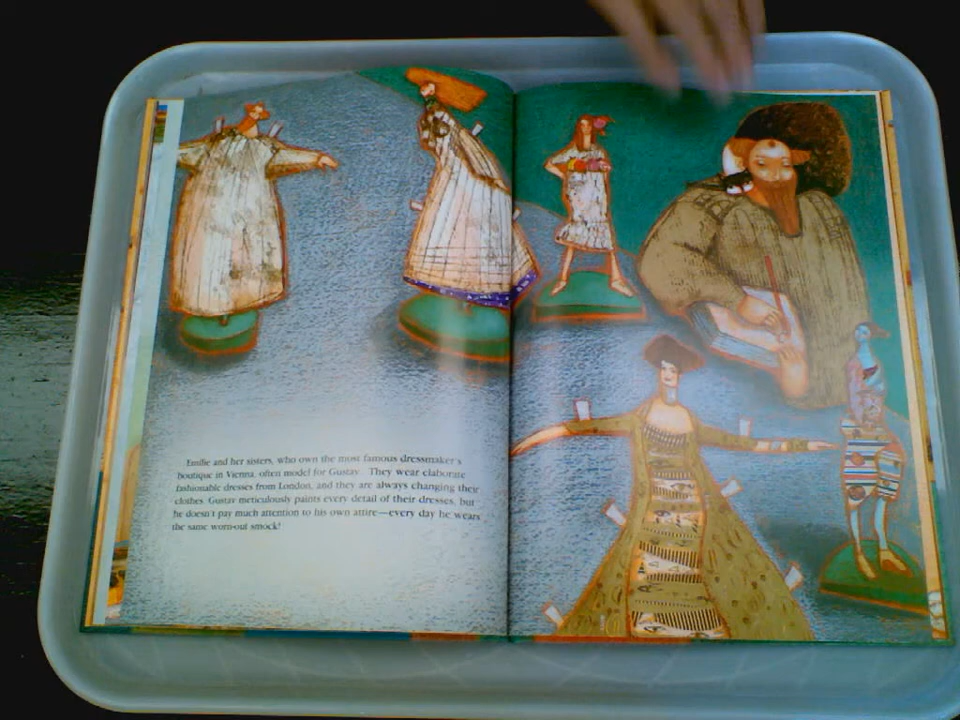 Emilie and her sisters, who own the most famous dressmaker's
boutique in Vienna, often model for Gustav. They wear elaborate
fashionable dresses from London, and they are always changing their
clothes. Gustav meticulously paints every detail of their dresses, but
he doesn't pay much attention to his own attire—every day he wears
the same worn-out smock!